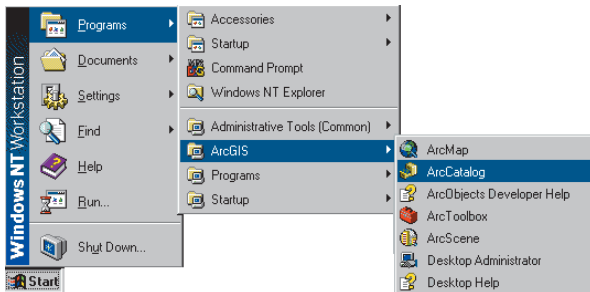 Windows NT Workstation
Programs
Documents
Settings
Find
Help
Run...
Shut Down...
Start
Accessories
Startup
Command Prompt
Windows NT Explorer
Administrative Tools (Common)
ArcGIS
Programs
Startup
ArcMap
ArcCatalog
ArcObjects Developer Help
ArcToolbox
ArcScene
Desktop Administrator
Desktop Help